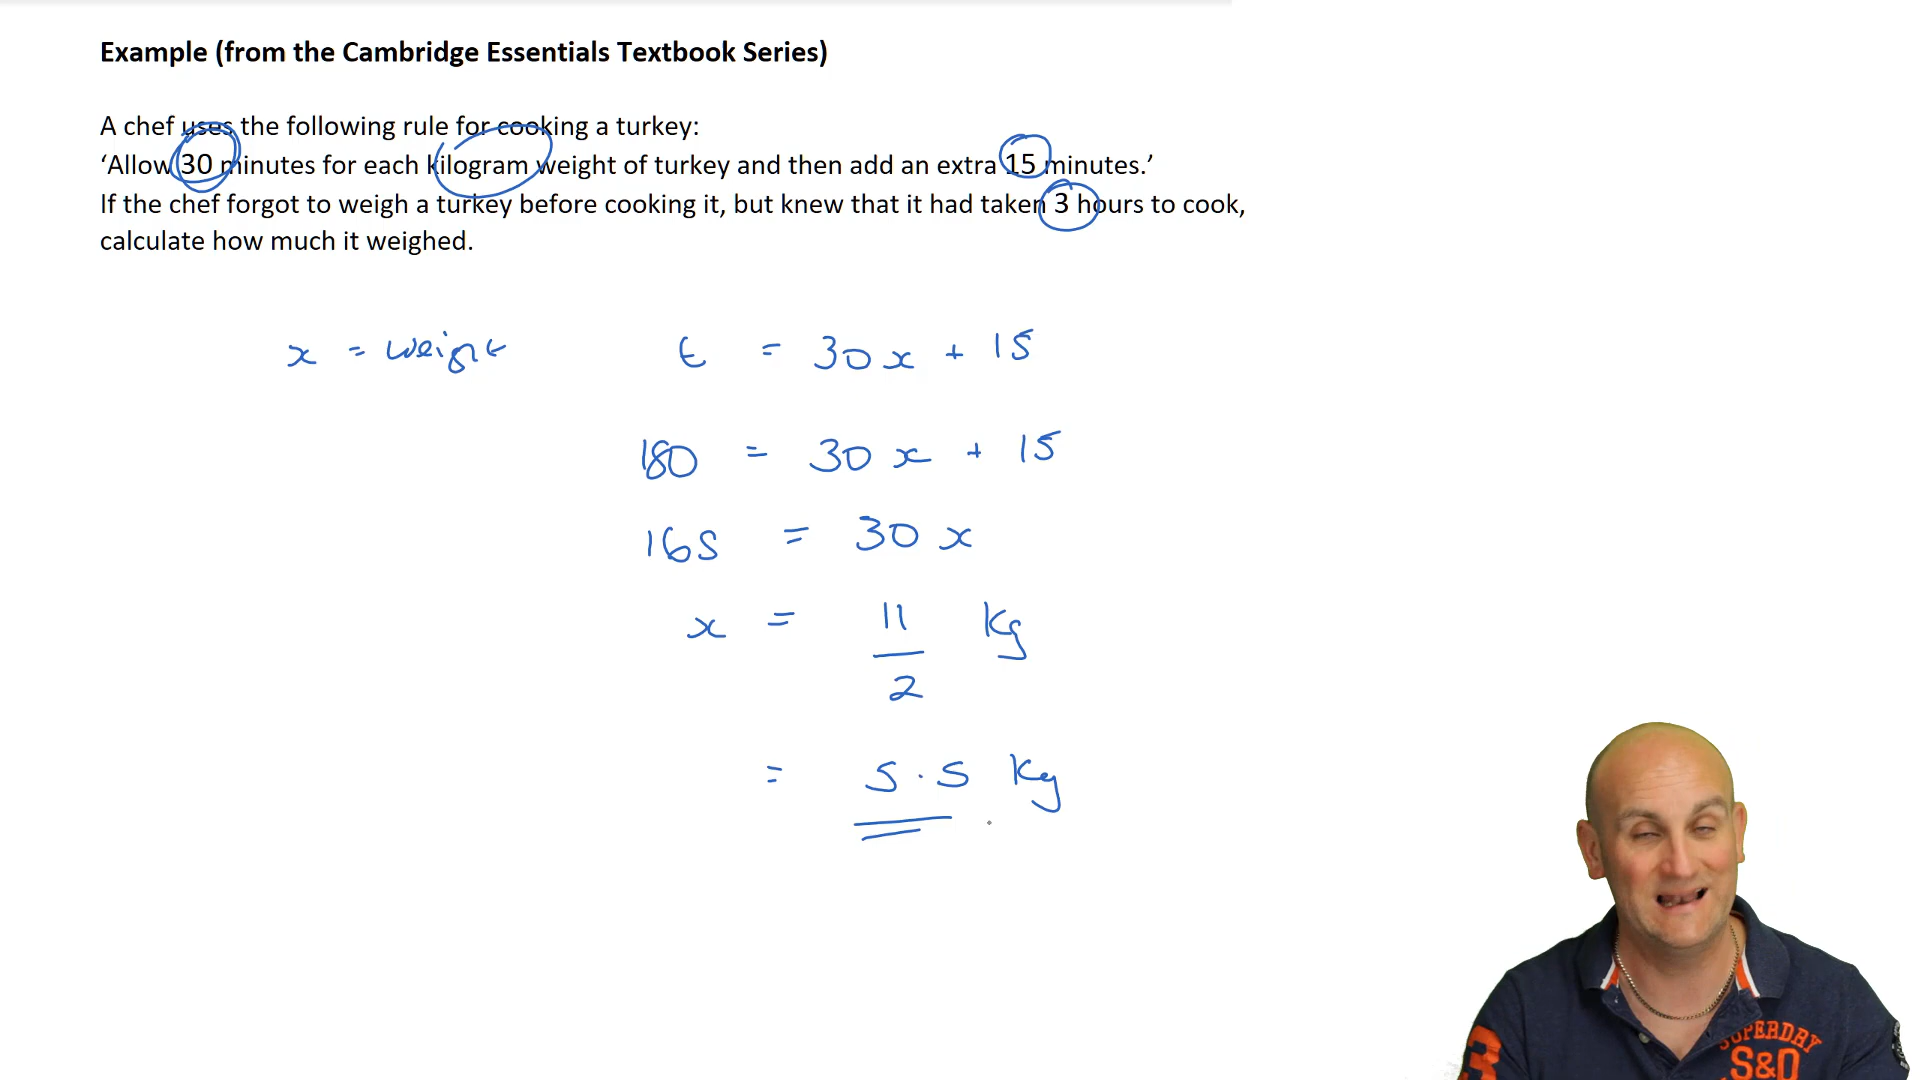 Example (from the Cambridge Essentials Textbook Series)
A chef uses the following rule for cooking a turkey:
‘Allow 30 minutes for each kilogram weight of turkey and then add an extra 15 minutes.’
If the chef forgot to weigh a turkey before cooking it, but knew that it had taken 3 hours to cook,
calculate how much it weighed.
x = weight
t = 30x + 15
180 = 30x + 15
165 = 30x
x = 11/2 kg
= 5.5 kg
SUPERDRY
3 S&D